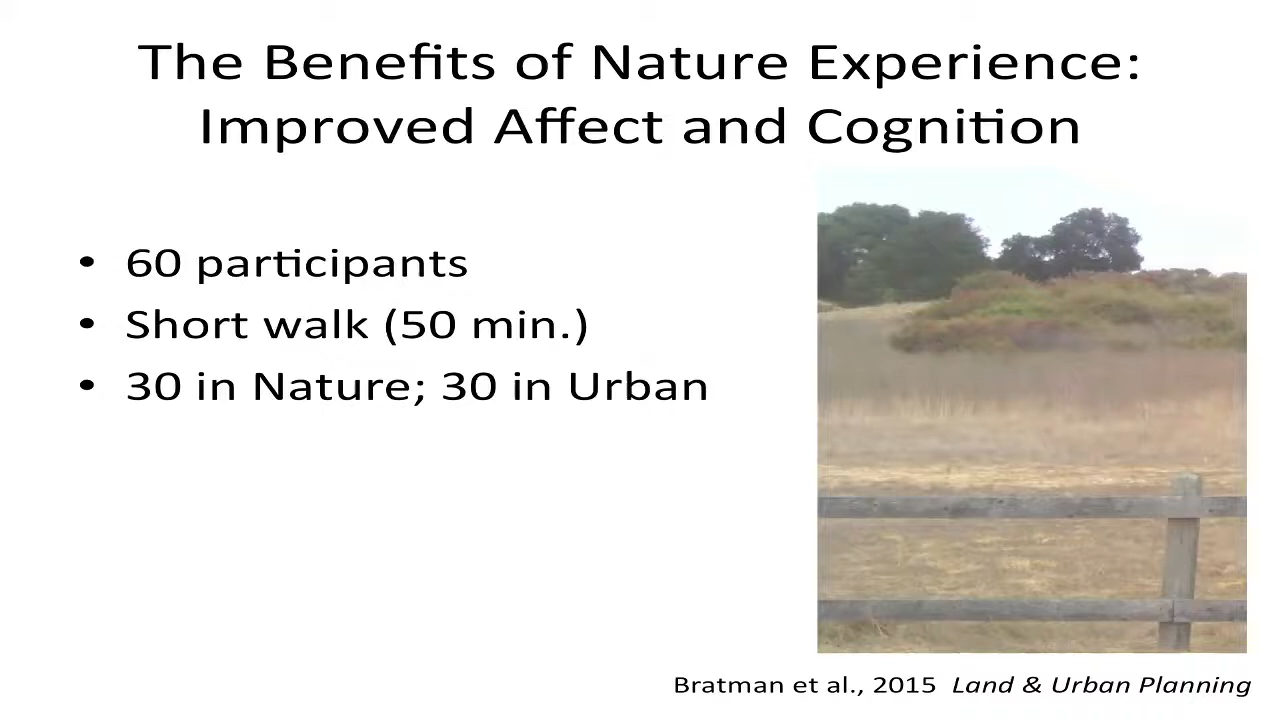 The Benefits of Nature Experience:
Improved Affect and Cognition
• 60 participants
• Short walk (50 min.)
• 30 in Nature; 30 in Urban
Bratman et al., 2015 Land & Urban Planning